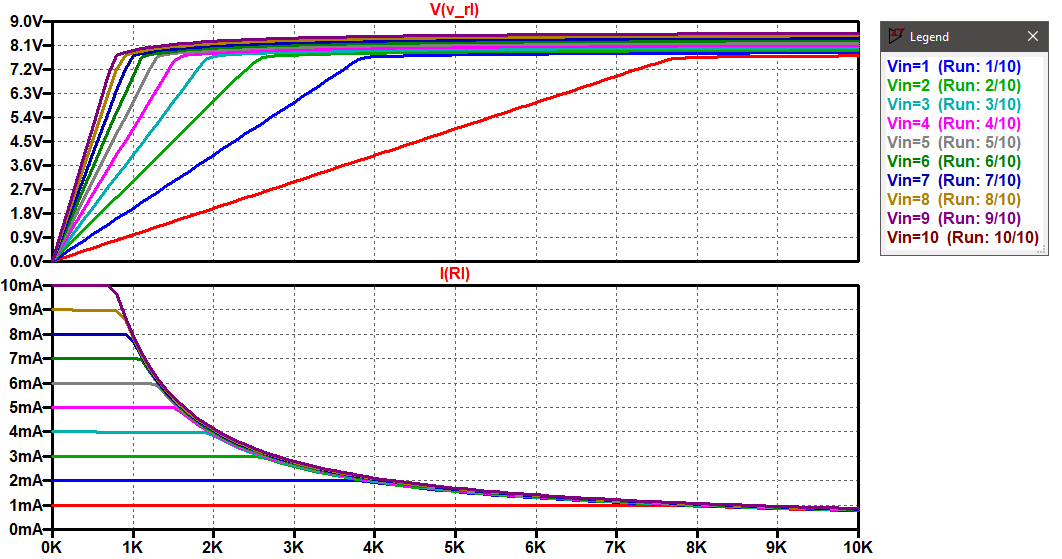 V(v_rl)
9.0V
8.1V
7.2V
6.3V
5.4V
4.5V
3.6V
2.7V
1.8V
0.9V
0.0V
I(Rl)
10mA
9mA
8mA
7mA
6mA
5mA
4mA
3mA
2mA
1mA
0mA
0K 1K 2K 3K 4K 5K 6K 7K 8K 9K 10K
Legend
Vin=1 (Run: 1/10)
Vin=2 (Run: 2/10)
Vin=3 (Run: 3/10)
Vin=4 (Run: 4/10)
Vin=5 (Run: 5/10)
Vin=6 (Run: 6/10)
Vin=7 (Run: 7/10)
Vin=8 (Run: 8/10)
Vin=9 (Run: 9/10)
Vin=10 (Run: 10/10)